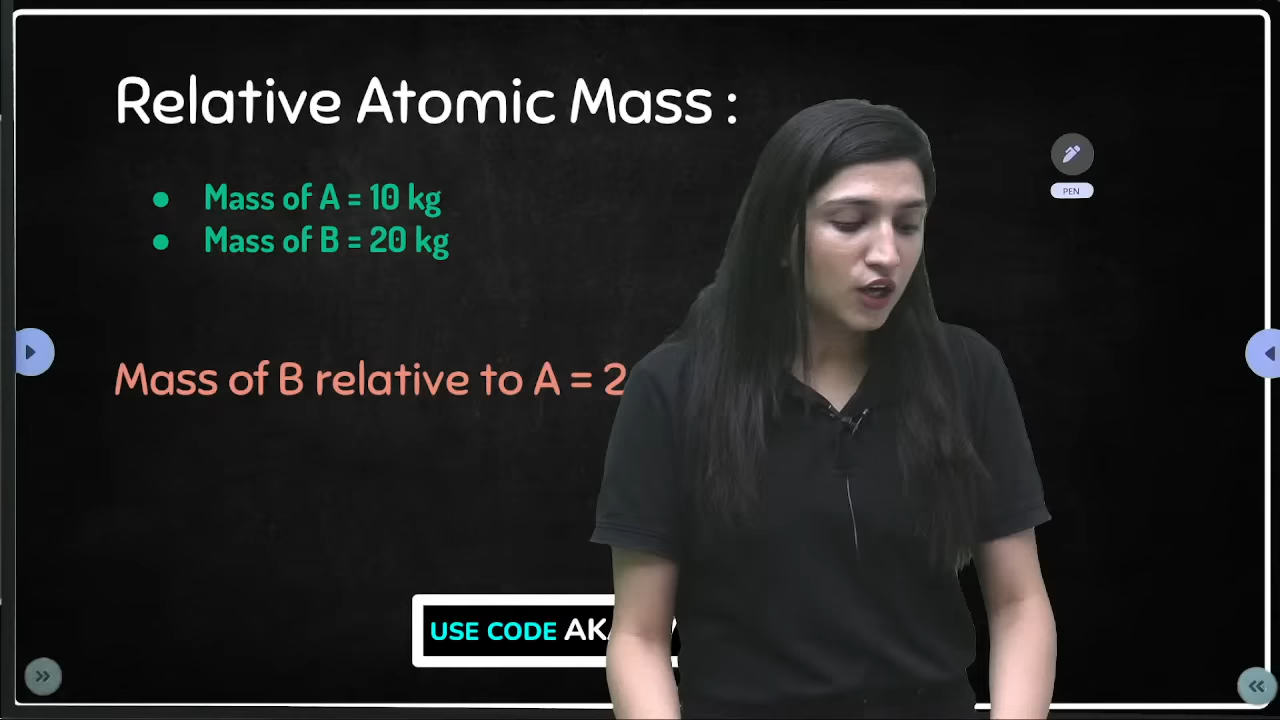 Relative Atomic Mass :
● Mass of A = 10 kg
● Mass of B = 20 kg
PEN
Mass of B relative to A = 2
USE CODE